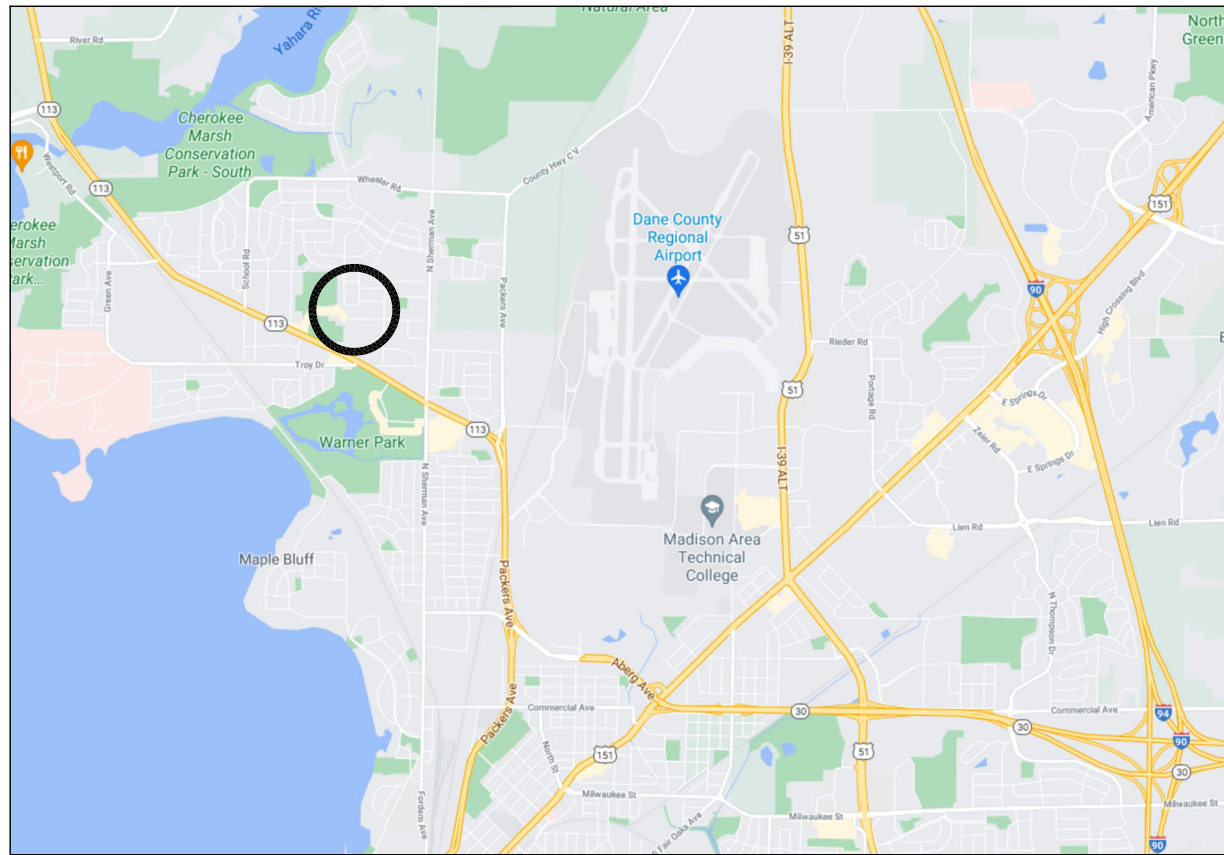 Natural Area
North
Green
River Rd
Yahara Ri
I-39 ALT
American Pkwy
113
Cherokee
Marsh
Conservation
Park - South
Westport Rd
Wheeler Rd
County Hwy C V
113
151
erokee
Marsh
servation
Park...
School Rd
N Sherman Ave
Dane County
Regional
Airport
51
Green Ave
Packers Ave
90
High Crossing Blvd
113
Rieder Rd
E
Troy Dr
51
Portage Rd
E Springs Dr
Warner Park
113
Zeier Rd
E Springs Dr
N Sherman Ave
I-39 ALT
Madison Area
Technical
College
Lien Rd
Lien Rd
Maple Bluff
Packers Ave
N Thompson Dr
Aberg Ave
Packers Ave
Commercial Ave
30
30
Commercial Ave
94
90
North St
151
51
30
Fordem Ave
Milwaukee St
S Fair Oaks Ave
Milwaukee St
Milwaukee St
90